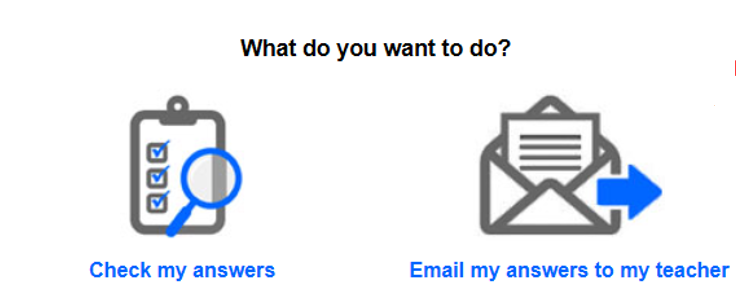 What do you want to do?
Check my answers
Email my answers to my teacher